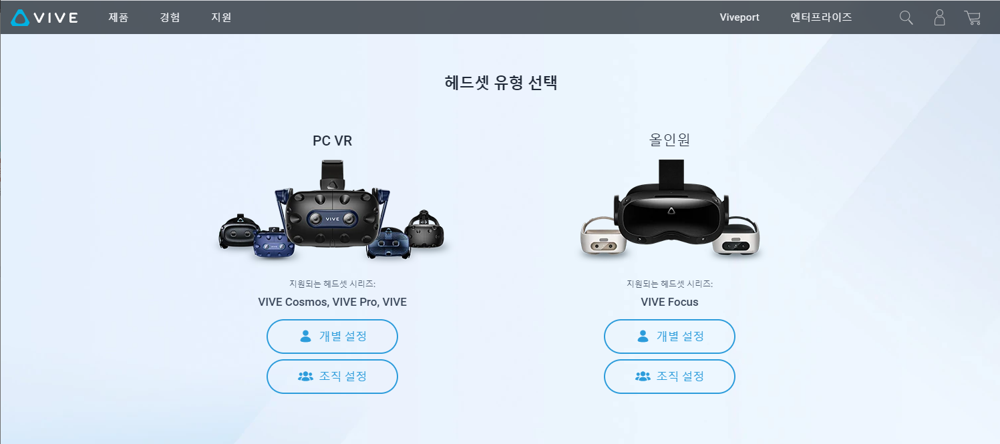 VIVE 제품 경험 지원 Viveport 엔터프라이즈
헤드셋 유형 선택
PC VR
VIVE
지원되는 헤드셋 시리즈:
VIVE Cosmos, VIVE Pro, VIVE
개별 설정
조직 설정
올인원
지원되는 헤드셋 시리즈:
VIVE Focus
개별 설정
조직 설정